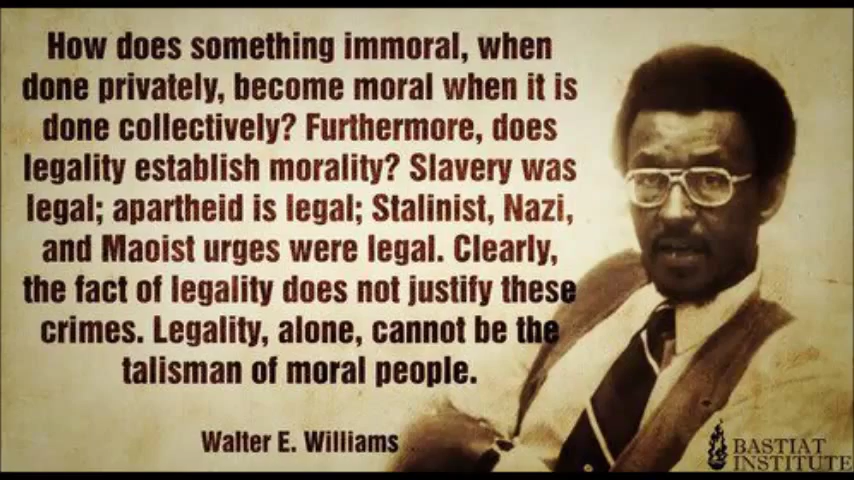 How does something immoral, when
done privately, become moral when it is
done collectively? Furthermore, does
legality establish morality? Slavery was
legal; apartheid is legal; Stalinist, Nazi,
and Maoist urges were legal. Clearly,
the fact of legality does not justify these
crimes. Legality, alone, cannot be the
talisman of moral people.
Walter E. Williams
BASTIAT
INSTITUTE